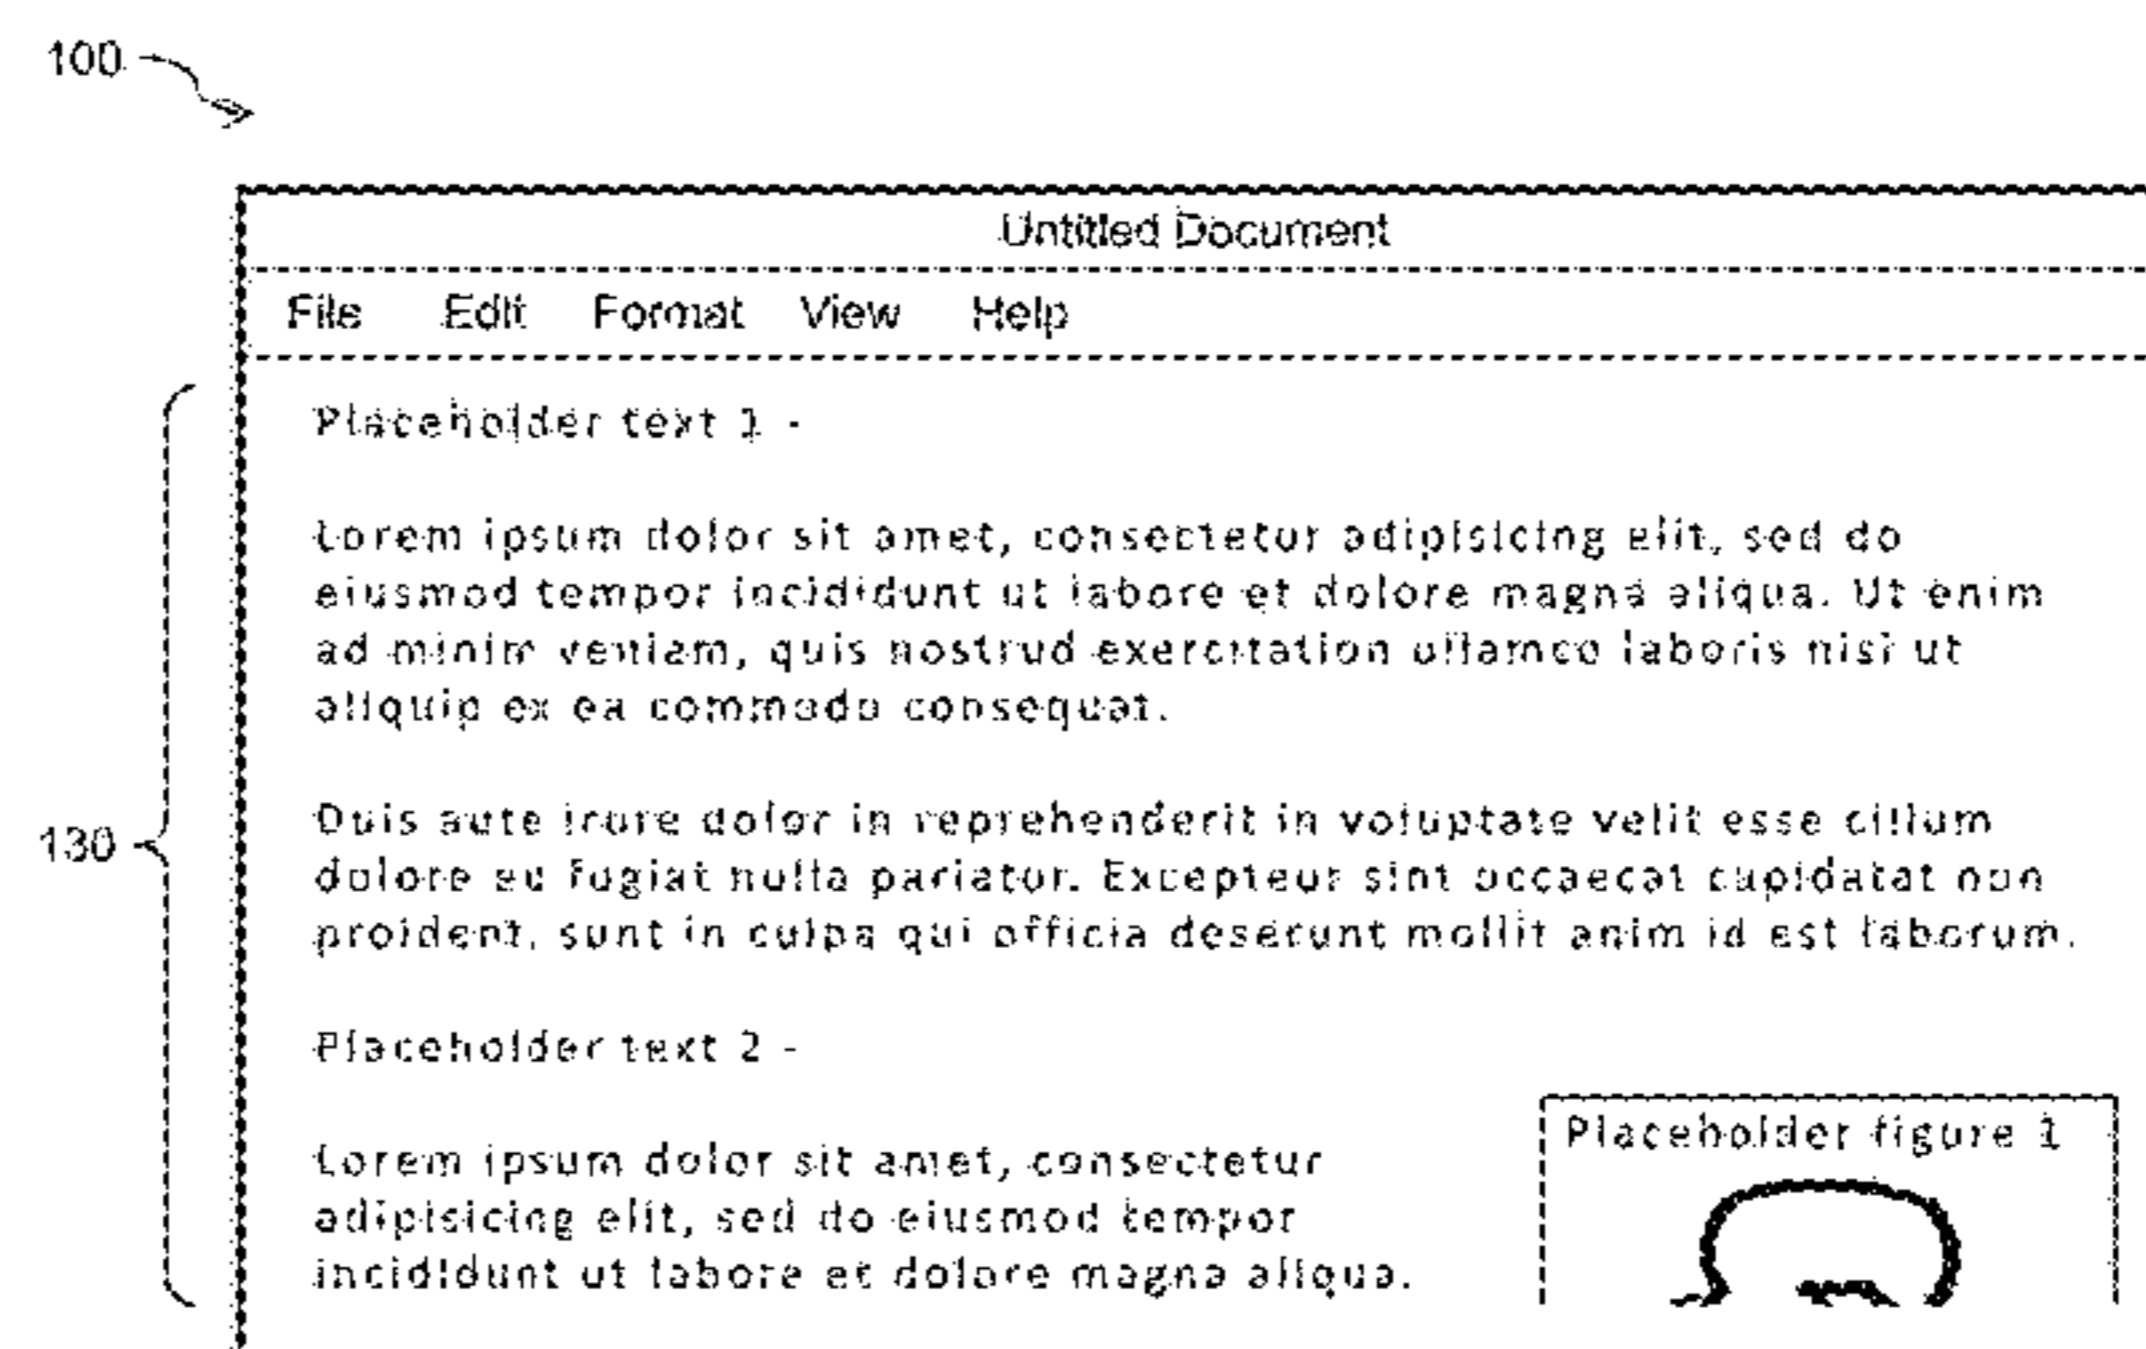 100
Untitled Document
File Edit Format View Help
Placeholder text 1 -
Lorem ipsum dolor sit amet, consectetur adipisicing elit, sed do
eiusmod tempor incididunt ut labore et dolore magna aliqua. Ut enim
ad minim veniam, quis nostrud exercitation ullamco laboris nisi ut
aliquip ex ea commodo consequat.
130
Duis aute irure dolor in reprehenderit in voluptate velit esse cillum
dolore eu fugiat nulla pariatur. Excepteur sint occaecat cupidatat non
proident, sunt in culpa qui officia deserunt mollit anim id est laborum.
Placeholder text 2 -
Lorem ipsum dolor sit amet, consectetur
adipisicing elit, sed do eiusmod tempor
incididunt ut labore et dolore magna aliqua.
Placeholder figure 1